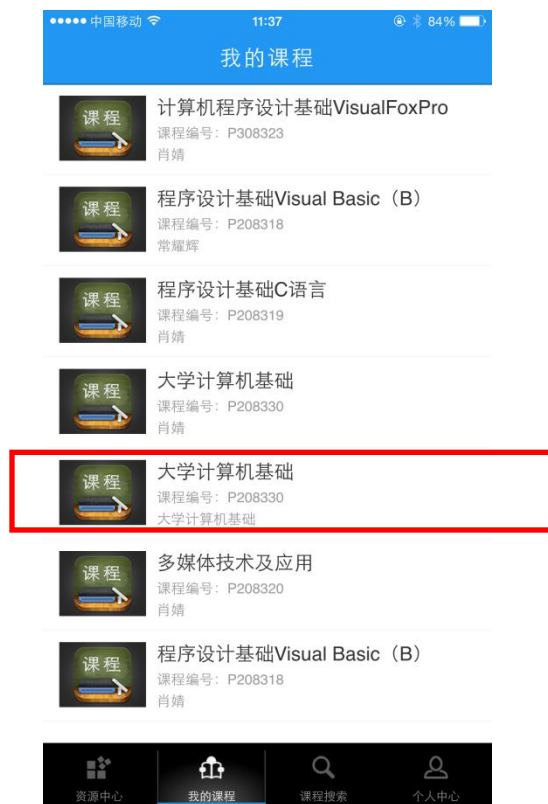 中国移动 11:37 84%
我的课程
课程 计算机程序设计基础VisualFoxPro
课程编号：P308323
肖婧
课程 程序设计基础Visual Basic（B）
课程编号：P208318
常耀辉
课程 程序设计基础C语言
课程编号：P208319
肖婧
课程 大学计算机基础
课程编号：P208330
肖婧
课程 大学计算机基础
课程编号：P208330
大学计算机基础
课程 多媒体技术及应用
课程编号：P208320
肖婧
课程 程序设计基础Visual Basic（B）
课程编号：P208318
肖婧
资源中心 我的课程 课程搜索 个人中心